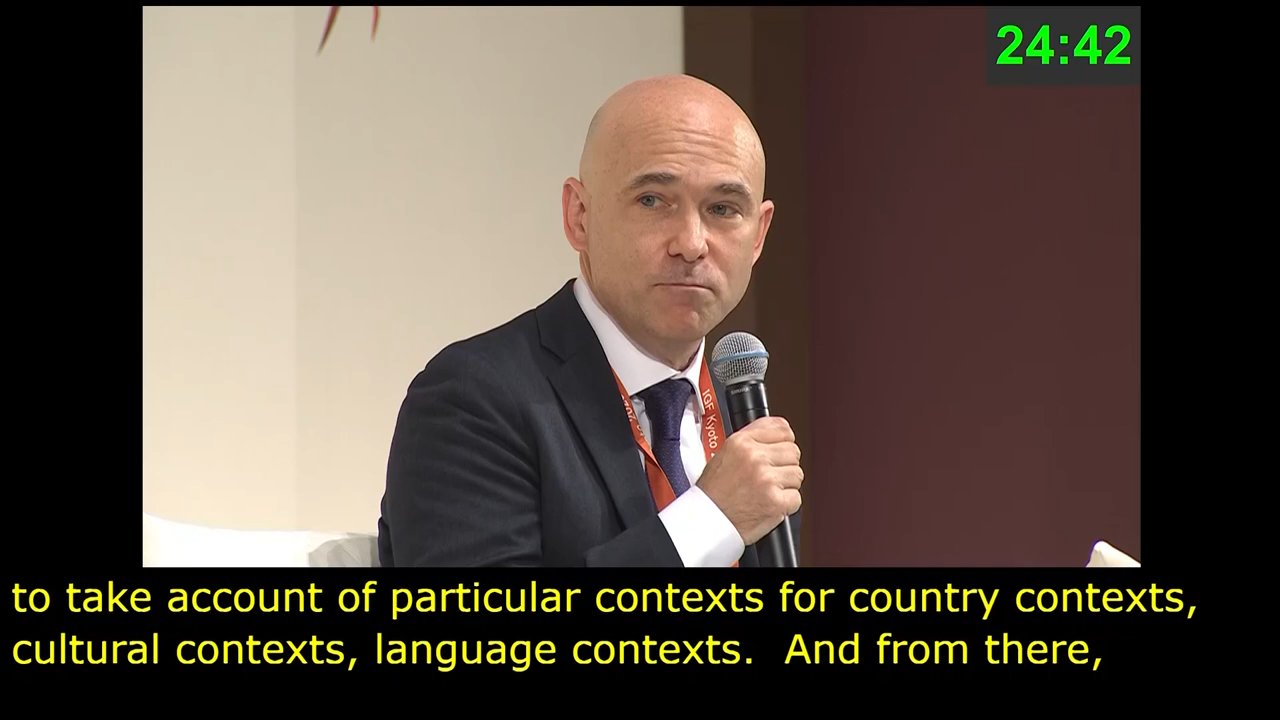 24:42
IGF Kyoto
to take account of particular contexts for country contexts,
cultural contexts, language contexts.  And from there,